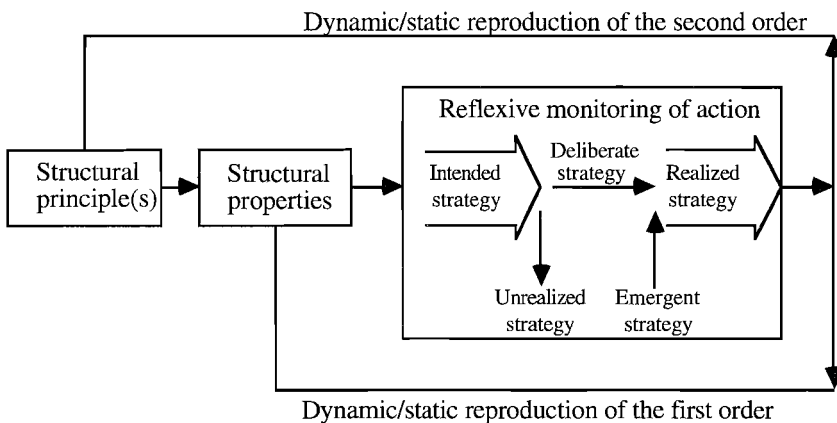 Dynamic/static reproduction of the second order
Reflexive monitoring of action
Structural
principle(s)
Structural
properties
Intended
strategy
Deliberate
strategy
Realized
strategy
Unrealized
strategy
Emergent
strategy
Dynamic/static reproduction of the first order